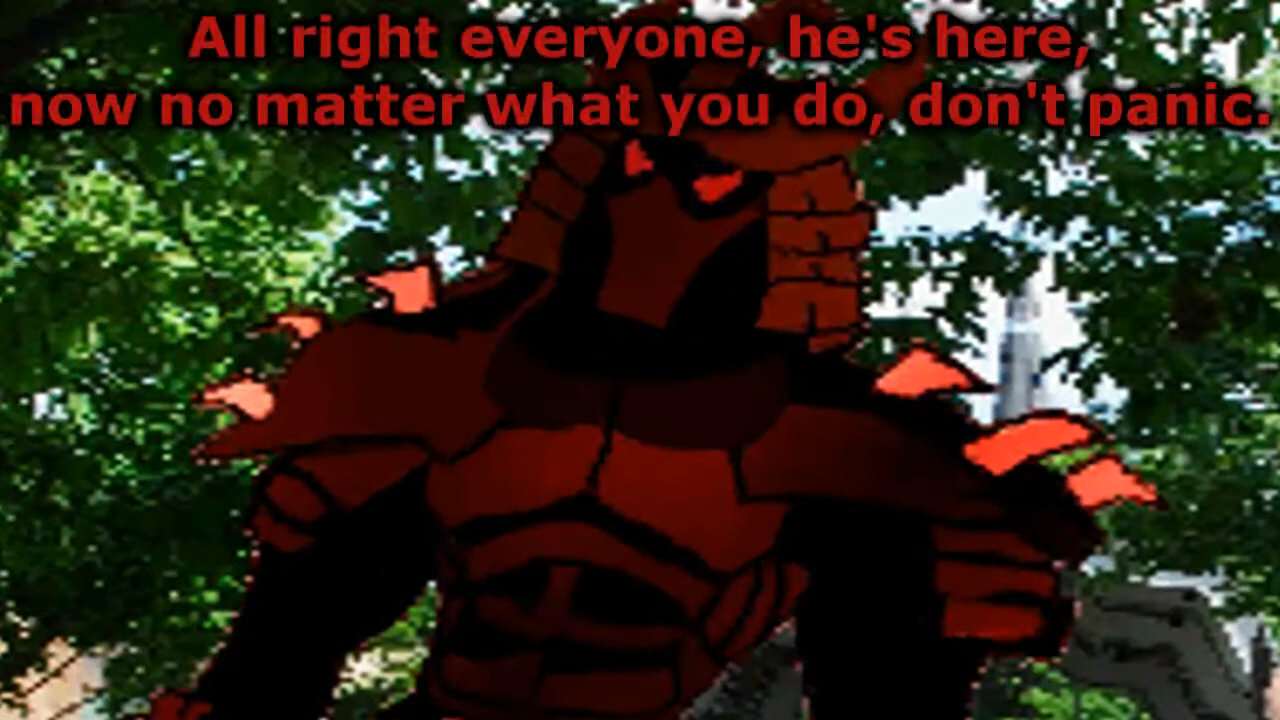 All right everyone, he's here,
now no matter what you do, don't panic.